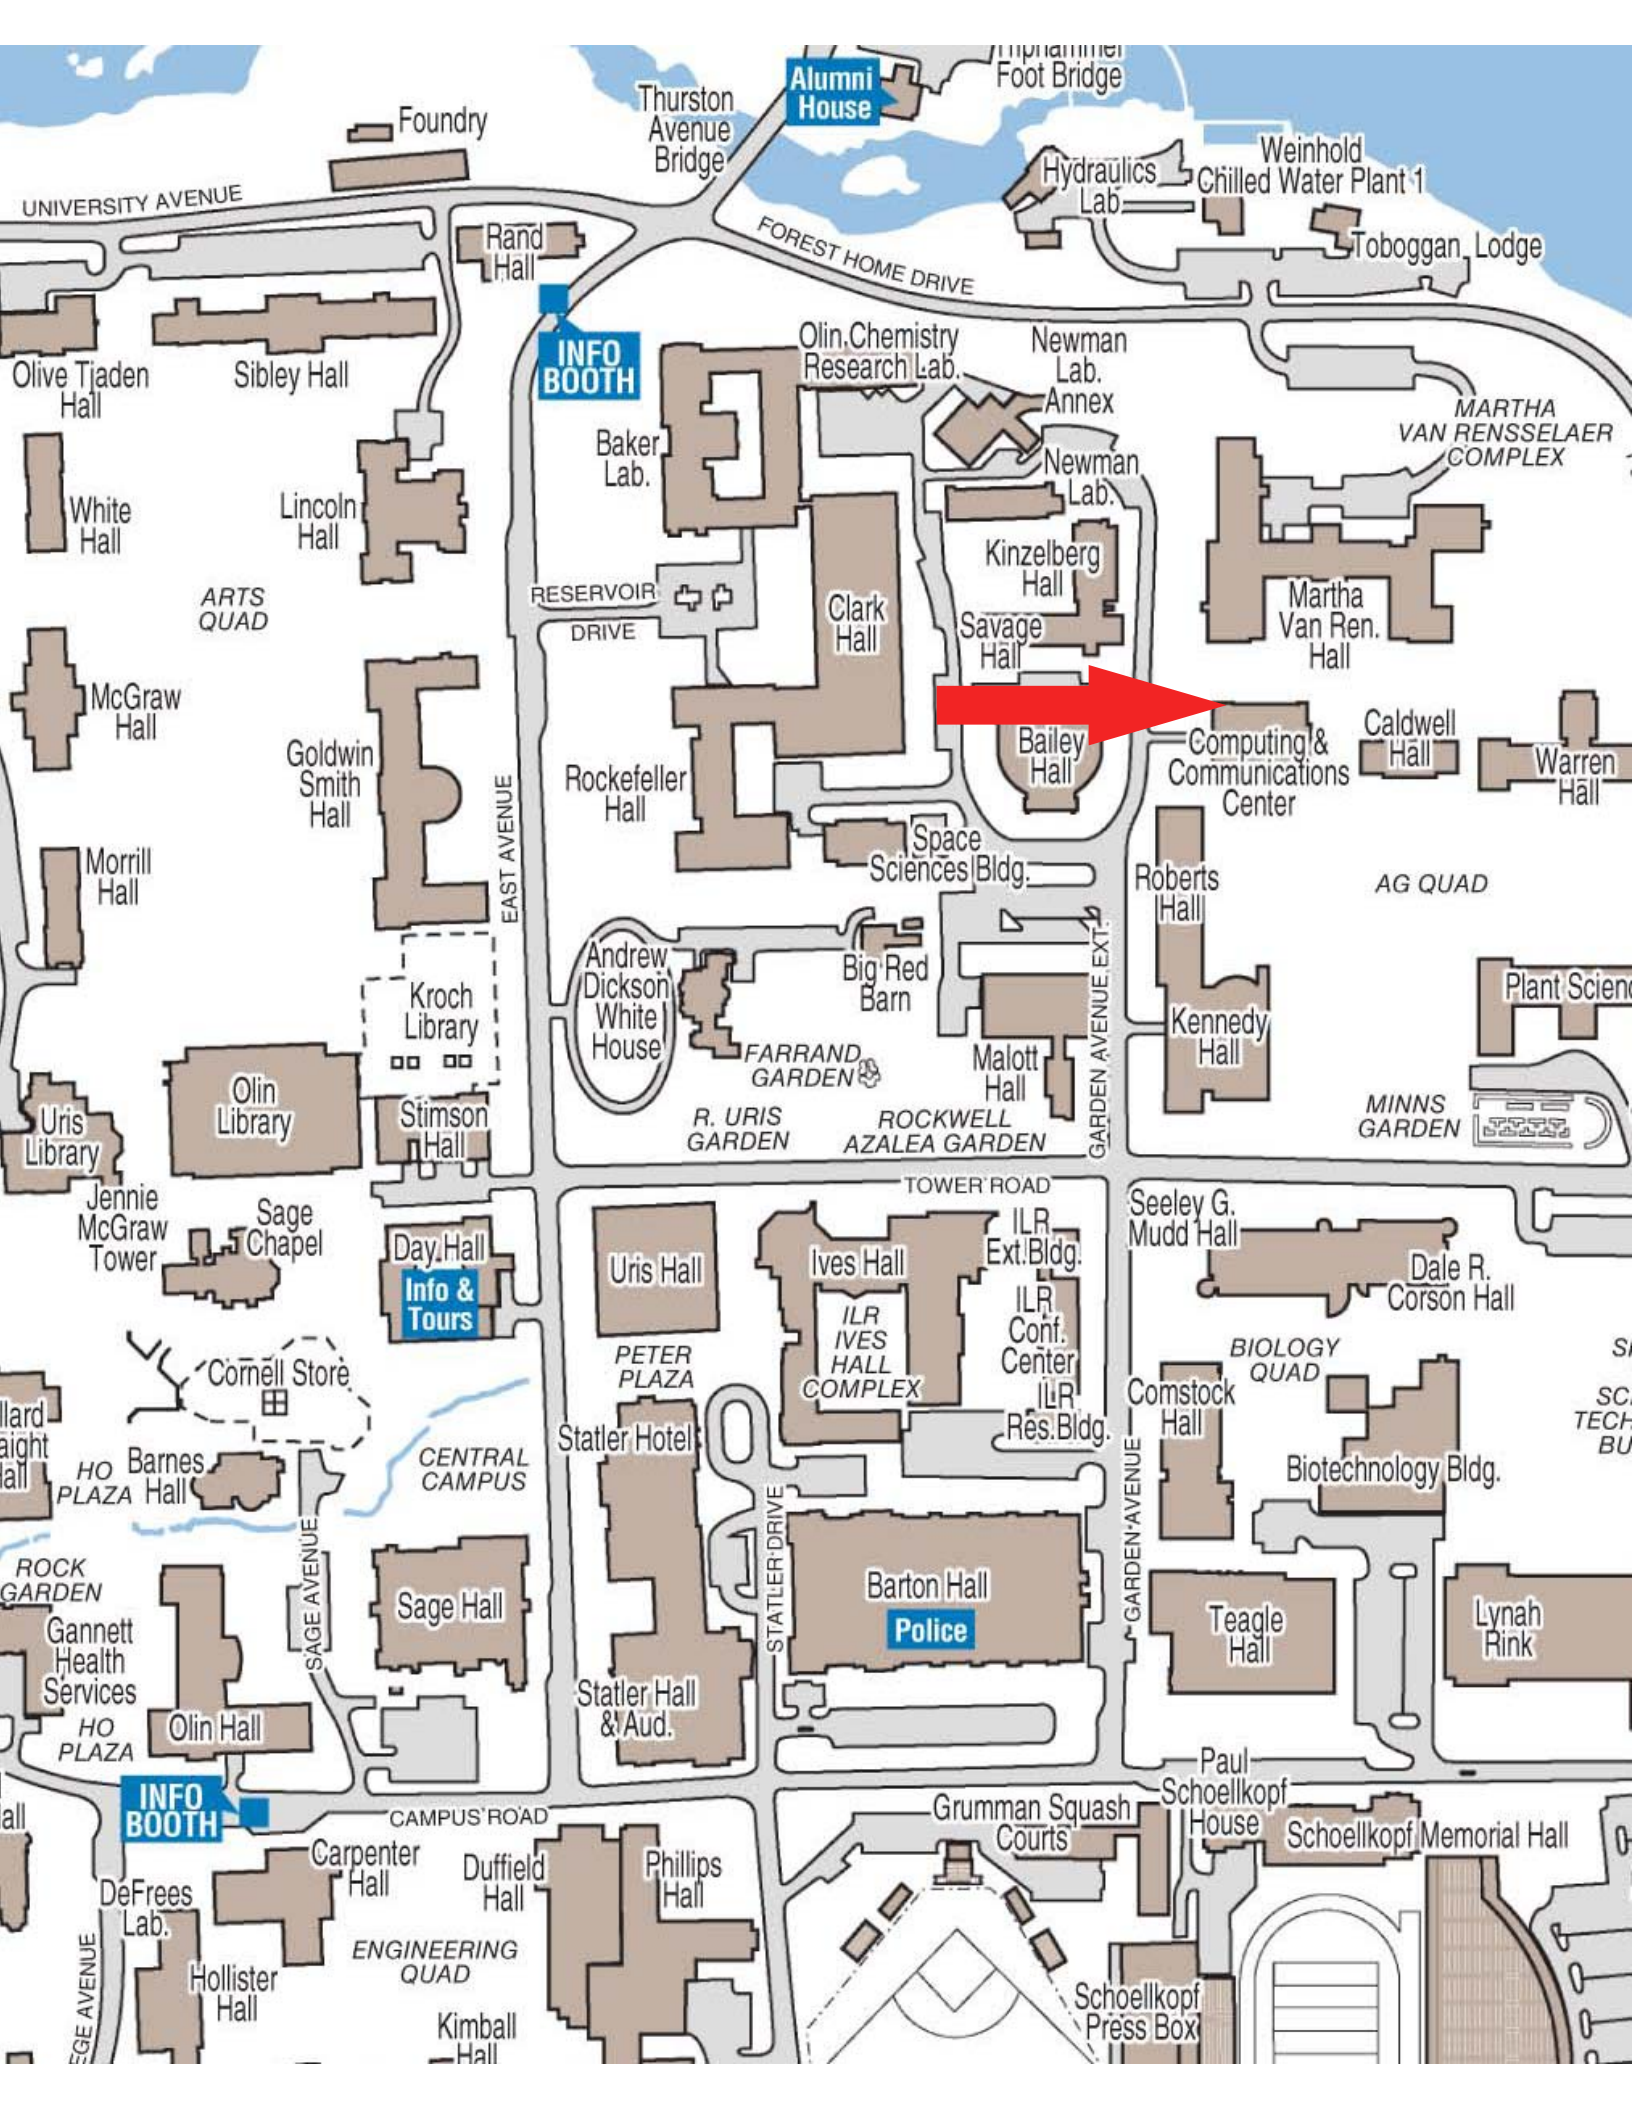 Foot Bridge
Alumni
House
Thurston
Avenue
Bridge
Foundry
Weinhold
Chilled Water Plant 1
Hydraulics
Lab
UNIVERSITY AVENUE
Rand
Hall
FOREST HOME DRIVE
Toboggan Lodge
INFO
BOOTH
Olin Chemistry
Research Lab.
Newman
Lab.
Annex
Olive Tjaden
Hall
Sibley Hall
MARTHA
VAN RENSSELAER
COMPLEX
Baker
Lab.
Newman
Lab.
White
Hall
Lincoln
Hall
Kinzelberg
Hall
ARTS
QUAD
RESERVOIR
DRIVE
Clark
Hall
Savage
Hall
Martha
Van Ren.
Hall
McGraw
Hall
Goldwin
Smith
Hall
Rockefeller
Hall
Bailey
Hall
Computing &
Communications
Center
Caldwell
Hall
Warren
Hall
EAST AVENUE
Morrill
Hall
Space
Sciences Bldg.
Roberts
Hall
AG QUAD
Andrew
Dickson
White
House
Big Red
Barn
GARDEN AVENUE EXT.
Kroch
Library
Plant Scienc
Kennedy
Hall
FARRAND
GARDEN
Malott
Hall
Olin
Library
Stimson
Hall
Uris
Library
R. URIS
GARDEN
ROCKWELL
AZALEA GARDEN
MINNS
GARDEN
TOWER ROAD
Jennie
McGraw
Tower
Sage
Chapel
Day Hall
Info &
Tours
Uris Hall
Ives Hall
ILR
Ext.Bldg.
Seeley G.
Mudd Hall
Dale R.
Corson Hall
ILR
IVES
HALL
COMPLEX
ILR
Conf.
Center
PETER
PLAZA
BIOLOGY
QUAD
Cornell Store
ILR
Res.Bldg.
Comstock
Hall
Statler Hotel
CENTRAL
CAMPUS
HO
PLAZA
Barnes
Hall
Biotechnology Bldg.
SAGE AVENUE
STATLER DRIVE
GARDEN AVENUE
ROCK
GARDEN
Sage Hall
Barton Hall
Police
Teagle
Hall
Lynah
Rink
Gannett
Health
Services
HO
PLAZA
Olin Hall
Statler Hall
& Aud.
INFO
BOOTH
CAMPUS ROAD
Paul
Schoellkopf
House
Grumman Squash
Courts
Schoellkopf Memorial Hall
Carpenter
Hall
Duffield
Hall
Phillips
Hall
DeFrees
Lab.
ENGINEERING
QUAD
Hollister
Hall
EGE AVENUE
Kimball
Hall
Schoellkopf
Press Box